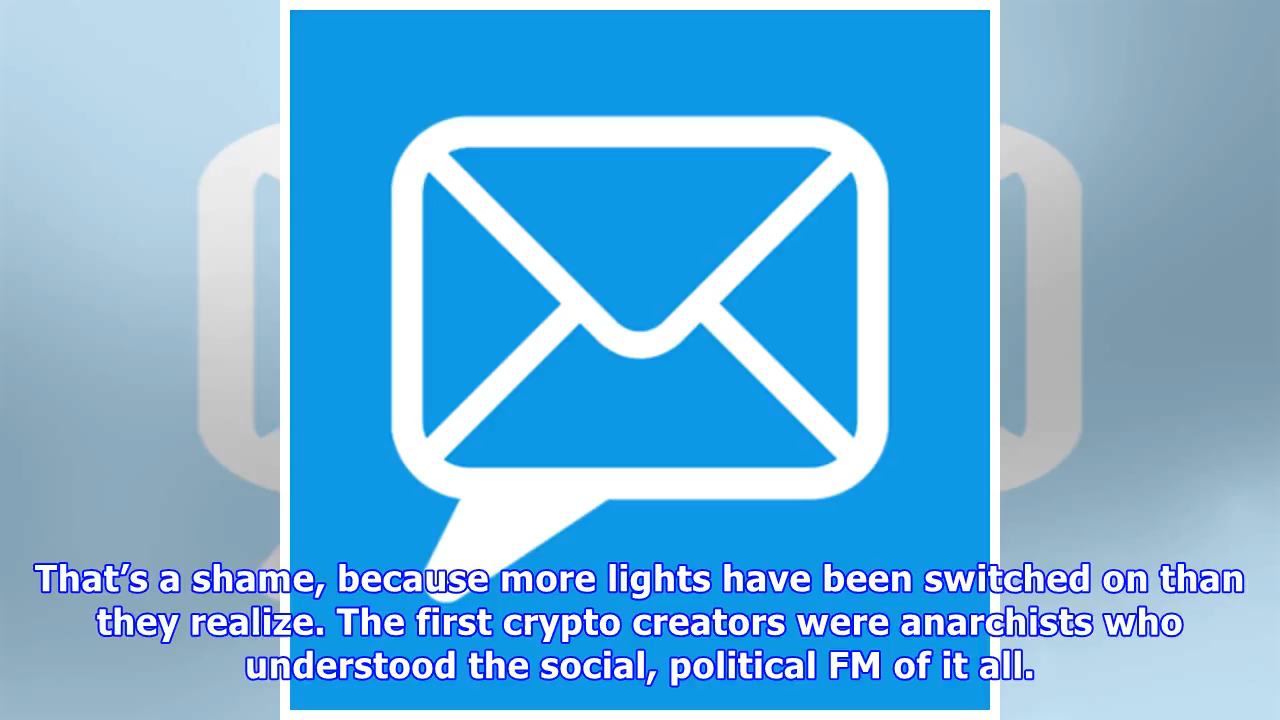 That’s a shame, because more lights have been switched on than
they realize. The first crypto creators were anarchists who
understood the social, political FM of it all.